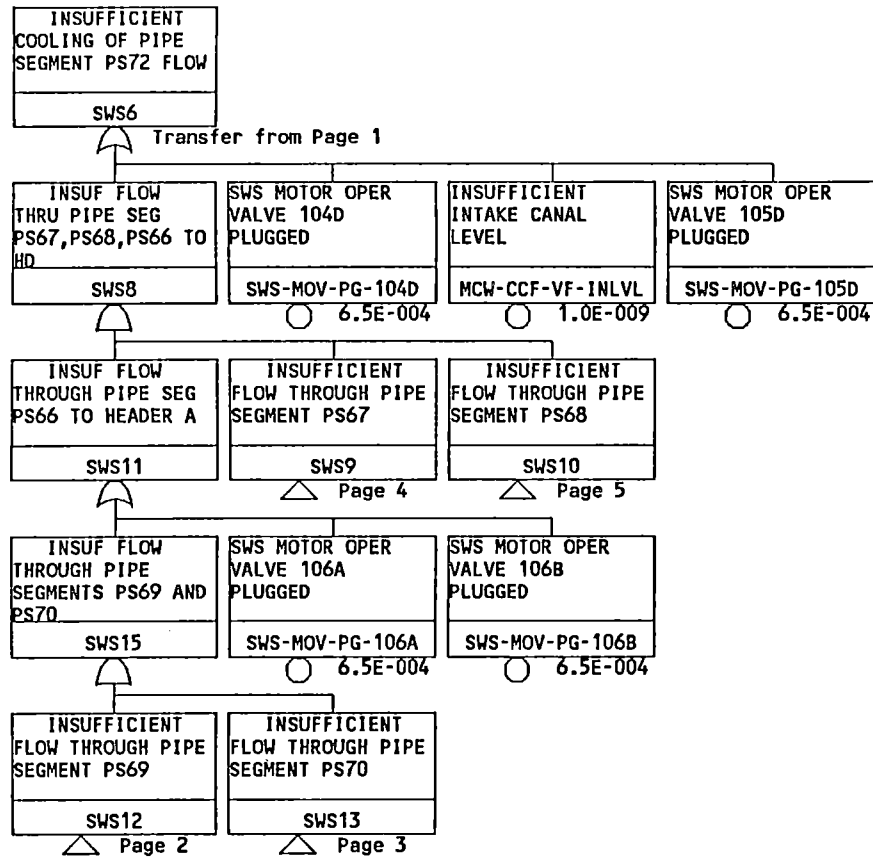 INSUFFICIENT
COOLING OF PIPE
SEGMENT PS72 FLOW
SWS6
Transfer from Page 1
INSUF FLOW
THRU PIPE SEG
PS67,PS68,PS66 TO
HD
SWS8
SWS MOTOR OPER
VALVE 104D
PLUGGED
SWS-MOV-PG-104D
6.5E-004
INSUFFICIENT
INTAKE CANAL
LEVEL
MCW-CCF-VF-INLVL
1.0E-009
SWS MOTOR OPER
VALVE 105D
PLUGGED
SWS-MOV-PG-105D
6.5E-004
INSUF FLOW
THROUGH PIPE SEG
PS66 TO HEADER A
SWS11
INSUFFICIENT
FLOW THROUGH PIPE
SEGMENT PS67
SWS9
Page 4
INSUFFICIENT
FLOW THROUGH PIPE
SEGMENT PS68
SWS10
Page 5
INSUF FLOW
THROUGH PIPE
SEGMENTS PS69 AND
PS70
SWS15
SWS MOTOR OPER
VALVE 106A
PLUGGED
SWS-MOV-PG-106A
6.5E-004
SWS MOTOR OPER
VALVE 106B
PLUGGED
SWS-MOV-PG-106B
6.5E-004
INSUFFICIENT
FLOW THROUGH PIPE
SEGMENT PS69
SWS12
Page 2
INSUFFICIENT
FLOW THROUGH PIPE
SEGMENT PS70
SWS13
Page 3